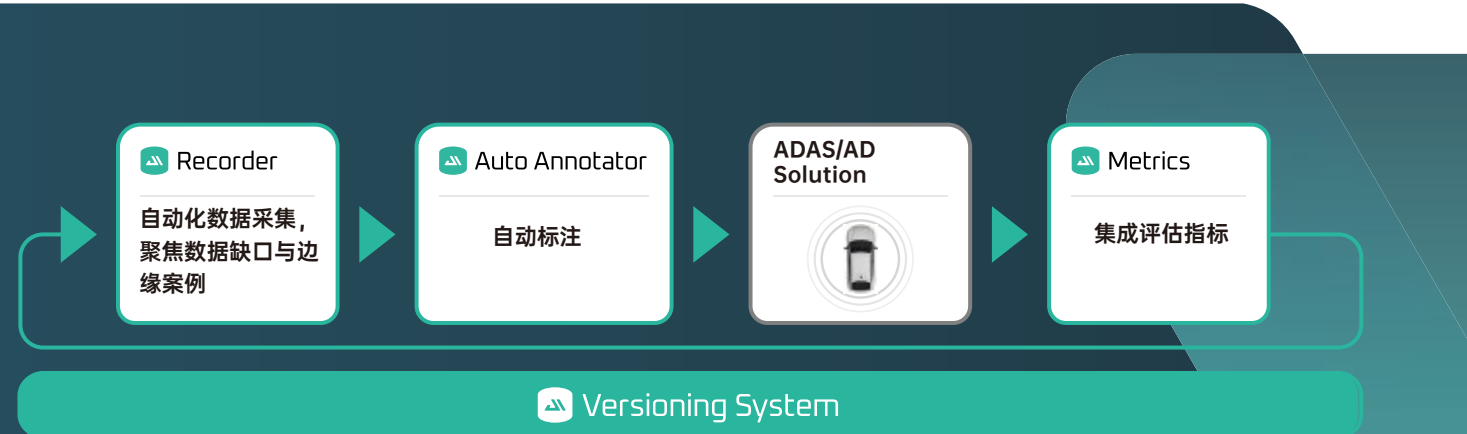 Recorder
自动化数据采集，
聚焦数据缺口与边
缘案例
Auto Annotator
自动标注
ADAS/AD
Solution
Metrics
集成评估指标
Versioning System